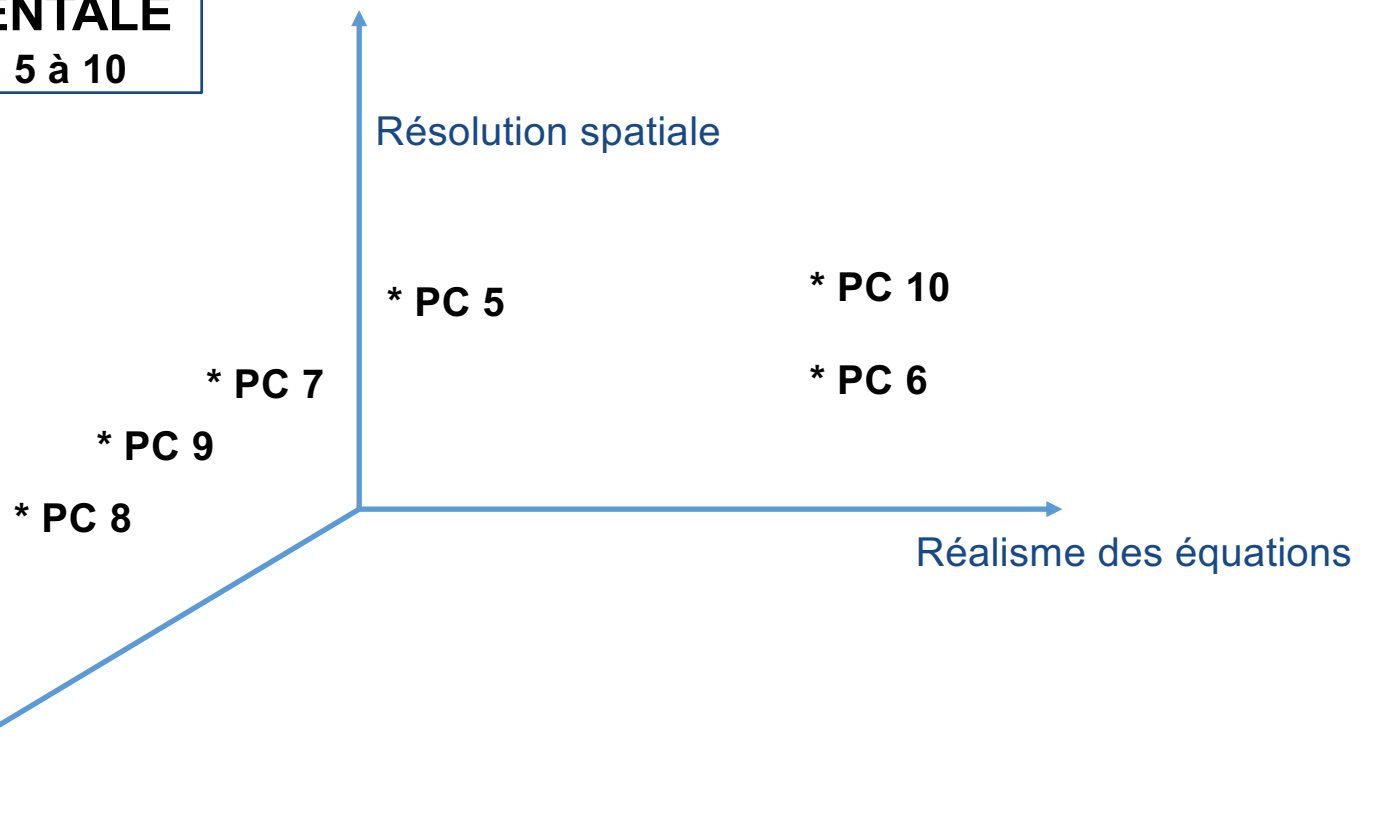 5 à 10
Résolution spatiale
* PC 5
* PC 10
* PC 7
* PC 6
* PC 9
* PC 8
Réalisme des équations